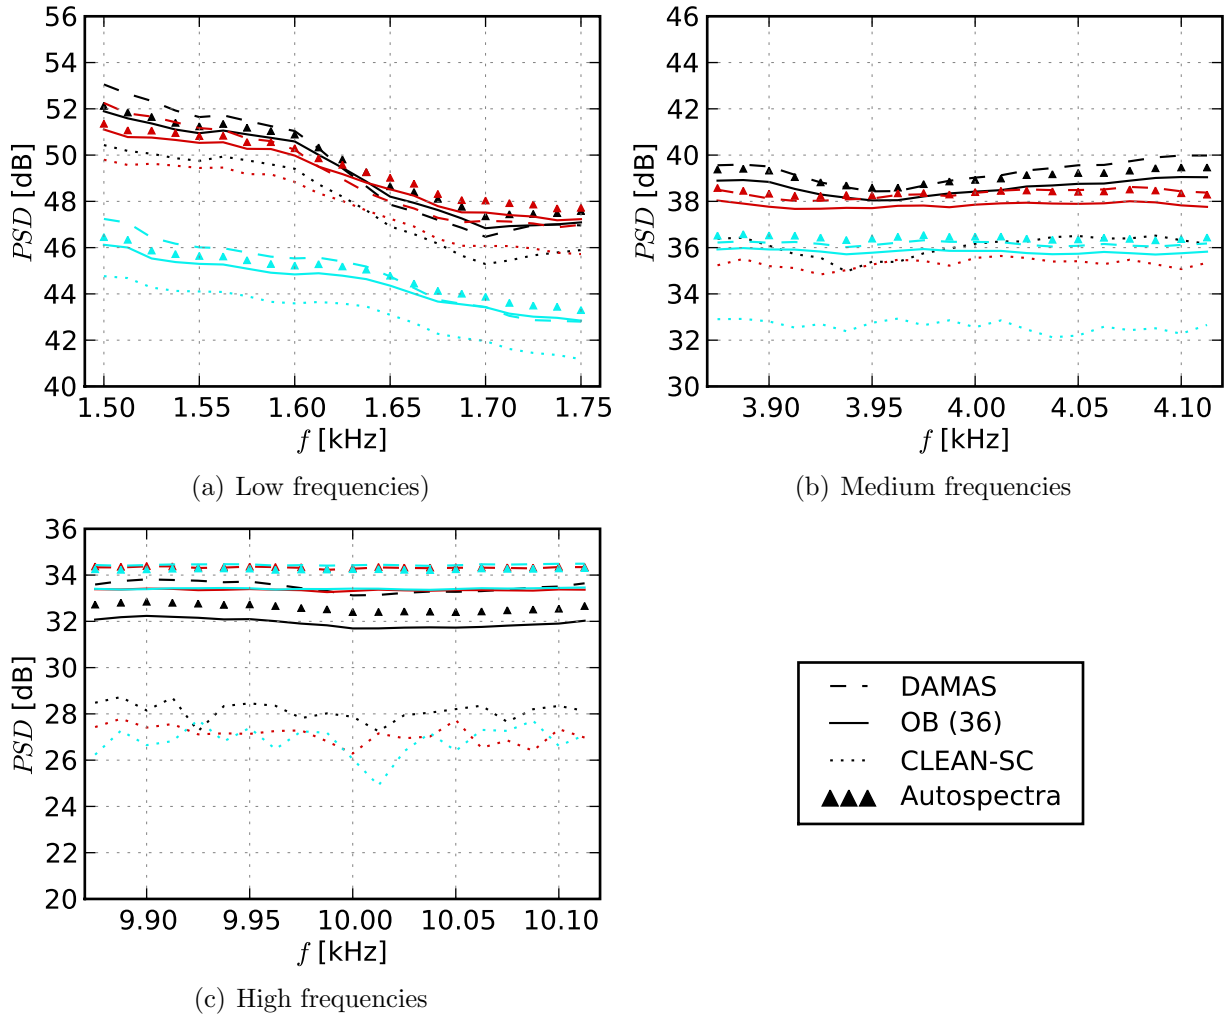 56
54
52
50
48
46
44
42
40
PSD [dB]
1.50 1.55 1.60 1.65 1.70 1.75
f [kHz]
(a) Low frequencies)
46
44
42
40
38
36
34
32
30
PSD [dB]
3.90 3.95 4.00 4.05 4.10
f [kHz]
(b) Medium frequencies
36
34
32
30
28
26
24
22
20
PSD [dB]
9.90 9.95 10.00 10.05 10.10
f [kHz]
(c) High frequencies
DAMAS
OB (36)
CLEAN-SC
Autospectra